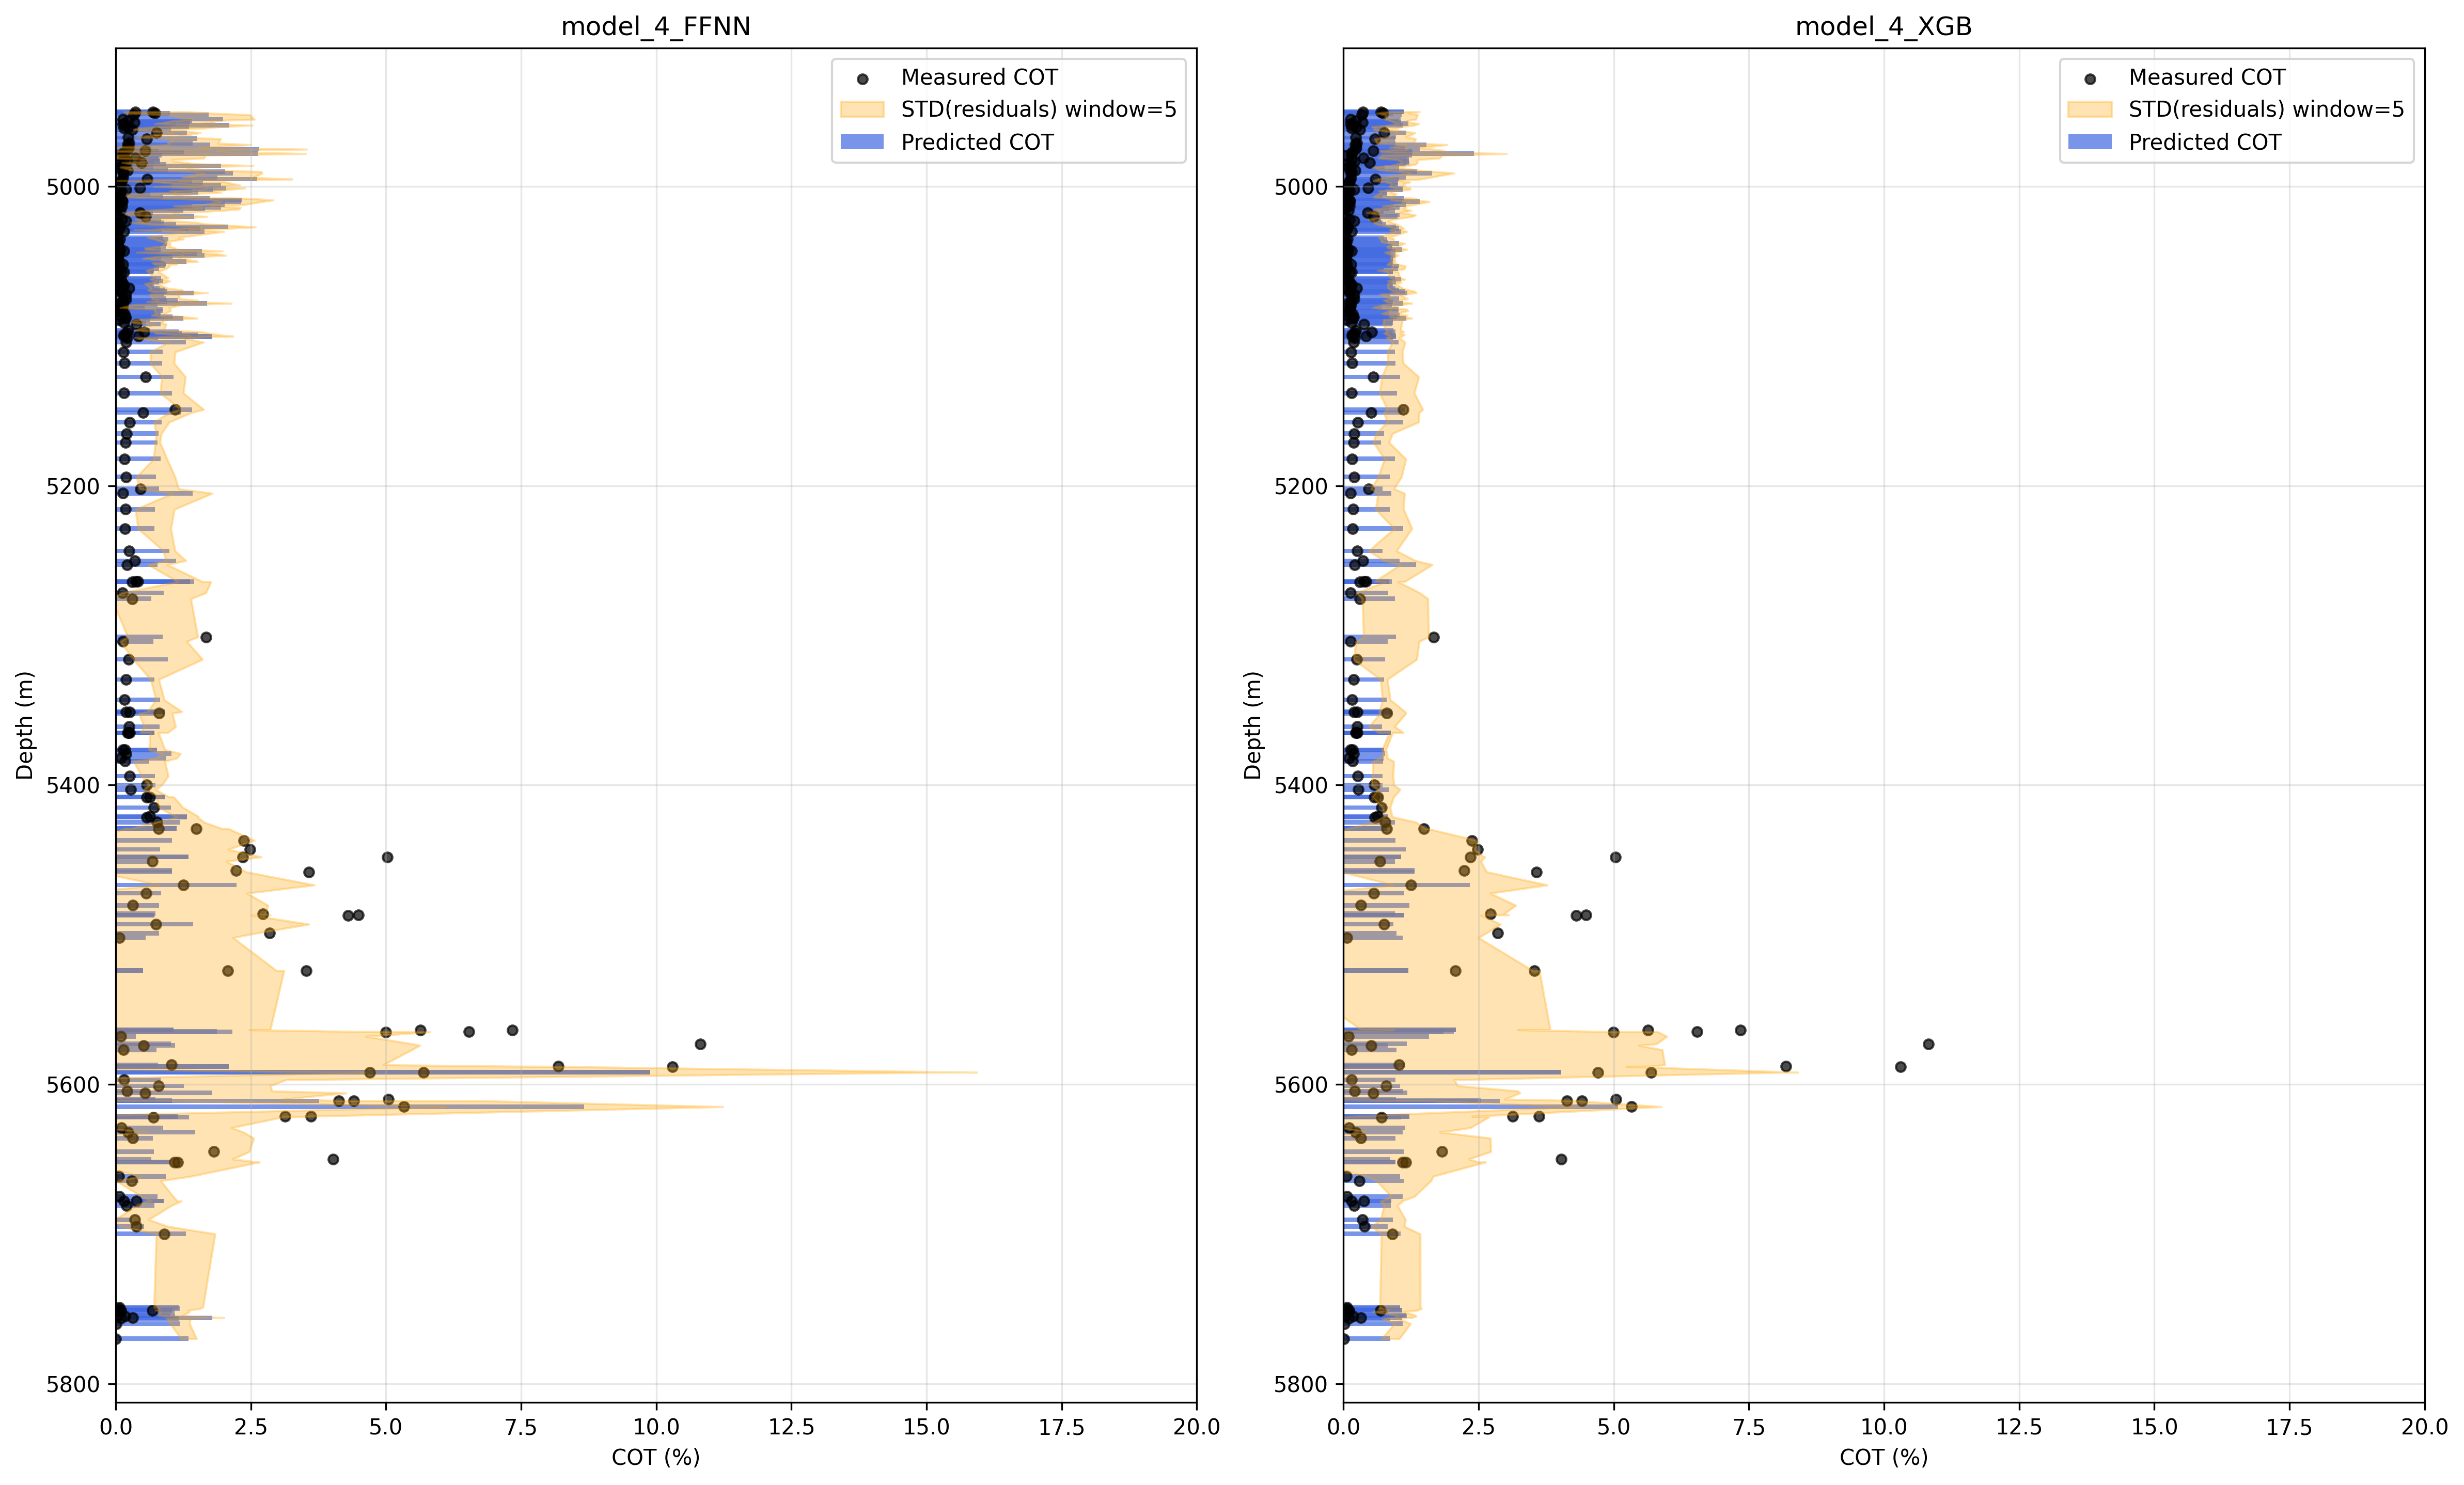 model_4_FFNN
Measured COT
STD(residuals) window=5
Predicted COT
Depth (m)
5000
5200
5400
5600
5800
0.0 2.5 5.0 7.5 10.0 12.5 15.0 17.5 20.0
COT (%)
model_4_XGB
Measured COT
STD(residuals) window=5
Predicted COT
Depth (m)
5000
5200
5400
5600
5800
0.0 2.5 5.0 7.5 10.0 12.5 15.0 17.5 20.0
COT (%)